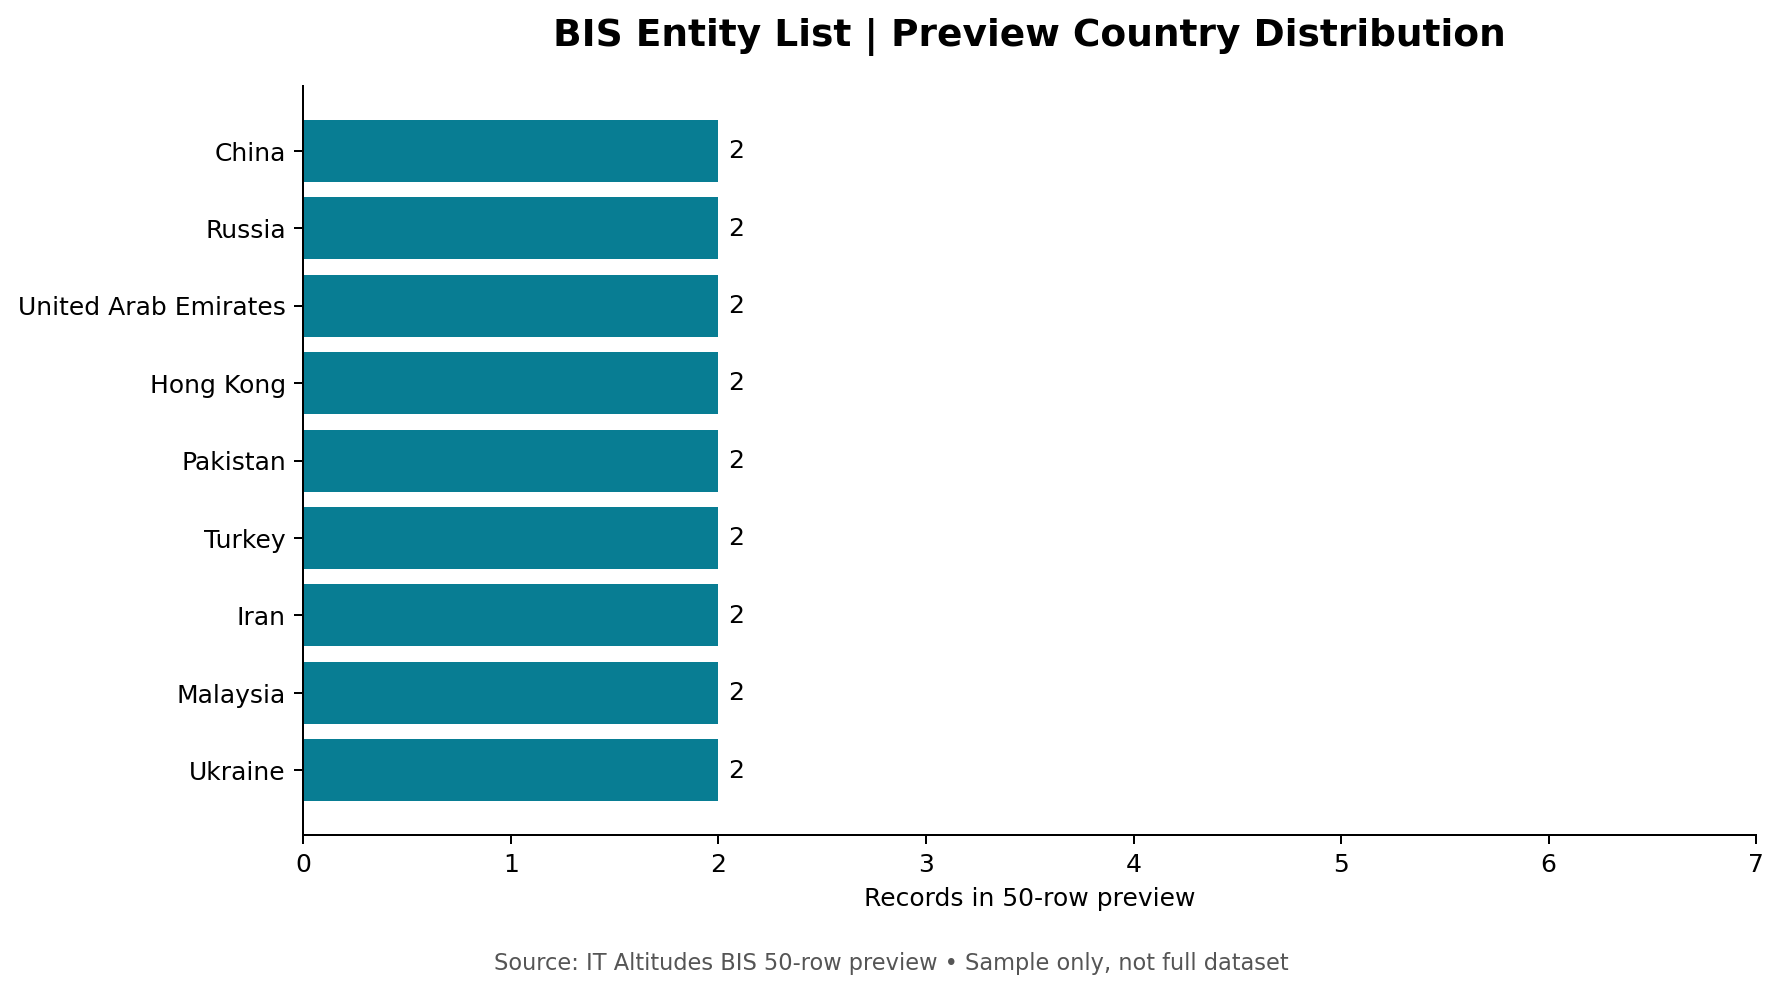 BIS Entity List | Preview Country Distribution
China 2
Russia 2
United Arab Emirates 2
Hong Kong 2
Pakistan 2
Turkey 2
Iran 2
Malaysia 2
Ukraine 2
0 1 2 3 4 5 6 7
Records in 50-row preview
Source: IT Altitudes BIS 50-row preview • Sample only, not full dataset